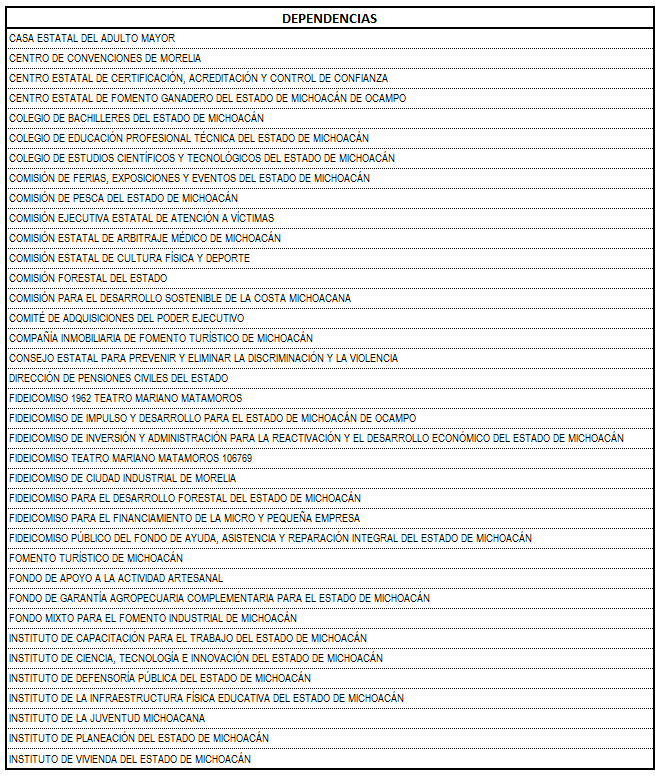 DEPENDENCIAS
CASA ESTATAL DEL ADULTO MAYOR
CENTRO DE CONVENCIONES DE MORELIA
CENTRO ESTATAL DE CERTIFICACIÓN, ACREDITACIÓN Y CONTROL DE CONFIANZA
CENTRO ESTATAL DE FOMENTO GANADERO DEL ESTADO DE MICHOACÁN DE OCAMPO
COLEGIO DE BACHILLERES DEL ESTADO DE MICHOACÁN
COLEGIO DE EDUCACIÓN PROFESIONAL TÉCNICA DEL ESTADO DE MICHOACÁN
COLEGIO DE ESTUDIOS CIENTÍFICOS Y TECNOLÓGICOS DEL ESTADO DE MICHOACÁN
COMISIÓN DE FERIAS, EXPOSICIONES Y EVENTOS DEL ESTADO DE MICHOACÁN
COMISIÓN DE PESCA DEL ESTADO DE MICHOACÁN
COMISIÓN EJECUTIVA ESTATAL DE ATENCIÓN A VÍCTIMAS
COMISIÓN ESTATAL DE ARBITRAJE MÉDICO DE MICHOACÁN
COMISIÓN ESTATAL DE CULTURA FÍSICA Y DEPORTE
COMISIÓN FORESTAL DEL ESTADO
COMISIÓN PARA EL DESARROLLO SOSTENIBLE DE LA COSTA MICHOACANA
COMITÉ DE ADQUISICIONES DEL PODER EJECUTIVO
COMPAÑÍA INMOBILIARIA DE FOMENTO TURÍSTICO DE MICHOACÁN
CONSEJO ESTATAL PARA PREVENIR Y ELIMINAR LA DISCRIMINACIÓN Y LA VIOLENCIA
DIRECCIÓN DE PENSIONES CIVILES DEL ESTADO
FIDEICOMISO 1962 TEATRO MARIANO MATAMOROS
FIDEICOMISO DE IMPULSO Y DESARROLLO PARA EL ESTADO DE MICHOACÁN DE OCAMPO
FIDEICOMISO DE INVERSIÓN Y ADMINISTRACIÓN PARA LA REACTIVACIÓN Y EL DESARROLLO ECONÓMICO DEL ESTADO DE MICHOACÁN
FIDEICOMISO TEATRO MARIANO MATAMOROS 106769
FIDEICOMISO DE CIUDAD INDUSTRIAL DE MORELIA
FIDEICOMISO PARA EL DESARROLLO FORESTAL DEL ESTADO DE MICHOACÁN
FIDEICOMISO PARA EL FINANCIAMIENTO DE LA MICRO Y PEQUEÑA EMPRESA
FIDEICOMISO PÚBLICO DEL FONDO DE AYUDA, ASISTENCIA Y REPARACIÓN INTEGRAL DEL ESTADO DE MICHOACÁN
FOMENTO TURÍSTICO DE MICHOACÁN
FONDO DE APOYO A LA ACTIVIDAD ARTESANAL
FONDO DE GARANTÍA AGROPECUARIA COMPLEMENTARIA PARA EL ESTADO DE MICHOACÁN
FONDO MIXTO PARA EL FOMENTO INDUSTRIAL DE MICHOACÁN
INSTITUTO DE CAPACITACIÓN PARA EL TRABAJO DEL ESTADO DE MICHOACÁN
INSTITUTO DE CIENCIA, TECNOLOGÍA E INNOVACIÓN DEL ESTADO DE MICHOACÁN
INSTITUTO DE DEFENSORÍA PÚBLICA DEL ESTADO DE MICHOACÁN
INSTITUTO DE LA INFRAESTRUCTURA FÍSICA EDUCATIVA DEL ESTADO DE MICHOACÁN
INSTITUTO DE LA JUVENTUD MICHOACANA
INSTITUTO DE PLANEACIÓN DEL ESTADO DE MICHOACÁN
INSTITUTO DE VIVIENDA DEL ESTADO DE MICHOACÁN